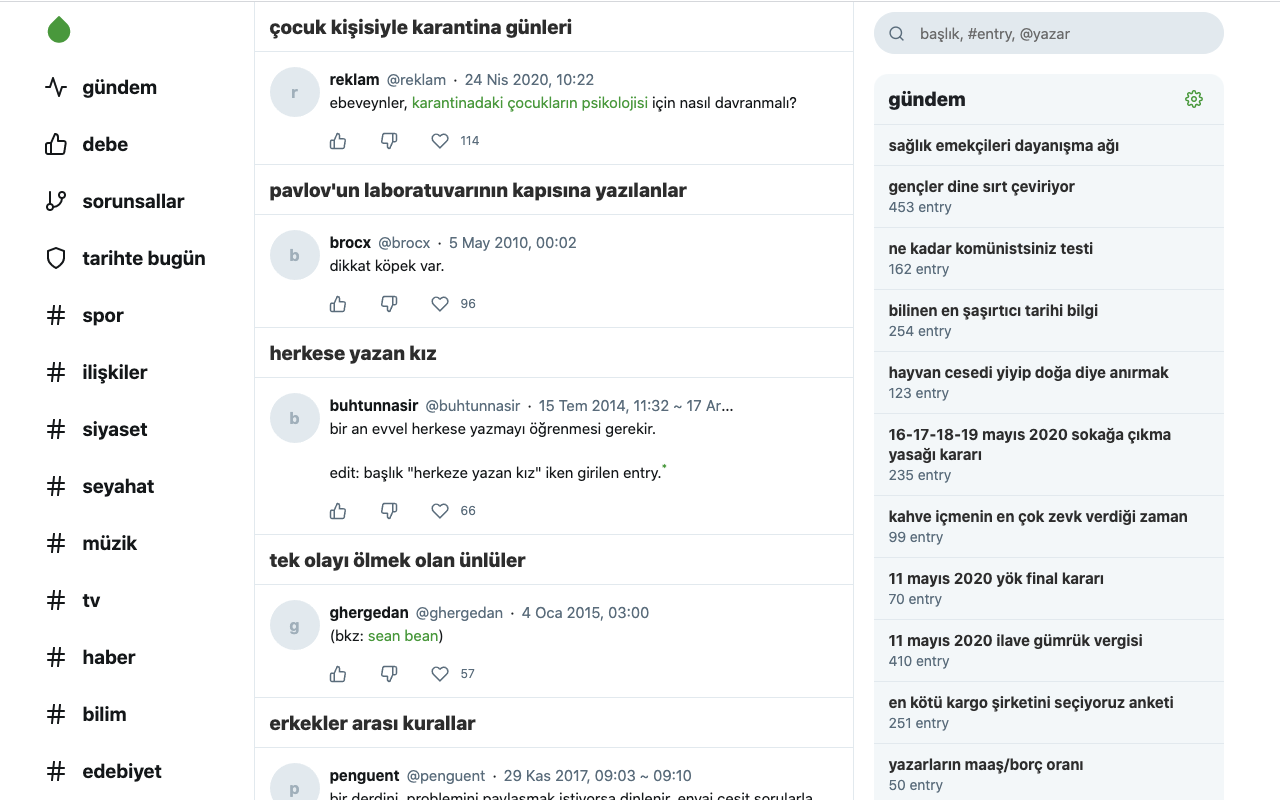 gündem
debe
sorunsallar
tarihte bugün
spor
ilişkiler
siyaset
seyahat
müzik
tv
haber
bilim
edebiyet
çocuk kişisiyle karantina günleri
r
reklam @reklam · 24 Nis 2020, 10:22
ebeveynler, karantinadaki çocukların psikolojisi için nasıl davranmalı?
114
pavlov'un laboratuvarının kapısına yazılanlar
b
brocx @brocx · 5 May 2010, 00:02
dikkat köpek var.
96
herkese yazan kız
b
buhtunnasir @buhtunnasir · 15 Tem 2014, 11:32 ~ 17 Ar...
bir an evvel herkese yazmayı öğrenmesi gerekir.
edit: başlık "herkeze yazan kız" iken girilen entry.*
66
tek olayı ölmek olan ünlüler
g
ghergedan @ghergedan · 4 Oca 2015, 03:00
(bkz: sean bean)
57
erkekler arası kurallar
p
penguent @penguent · 29 Kas 2017, 09:03 ~ 09:10
bir derdini, problemini paylaşmak istiyorsa dinlenir, envai çeşit sorularla
başlık, #entry, @yazar
gündem
sağlık emekçileri dayanışma ağı
gençler dine sırt çeviriyor
453 entry
ne kadar komünistsiniz testi
162 entry
bilinen en şaşırtıcı tarihi bilgi
254 entry
hayvan cesedi yiyip doğa diye anırmak
123 entry
16-17-18-19 mayıs 2020 sokağa çıkma
yasağı kararı
235 entry
kahve içmenin en çok zevk verdiği zaman
99 entry
11 mayıs 2020 yök final kararı
70 entry
11 mayıs 2020 ilave gümrük vergisi
410 entry
en kötü kargo şirketini seçiyoruz anketi
251 entry
yazarların maaş/borç oranı
50 entry